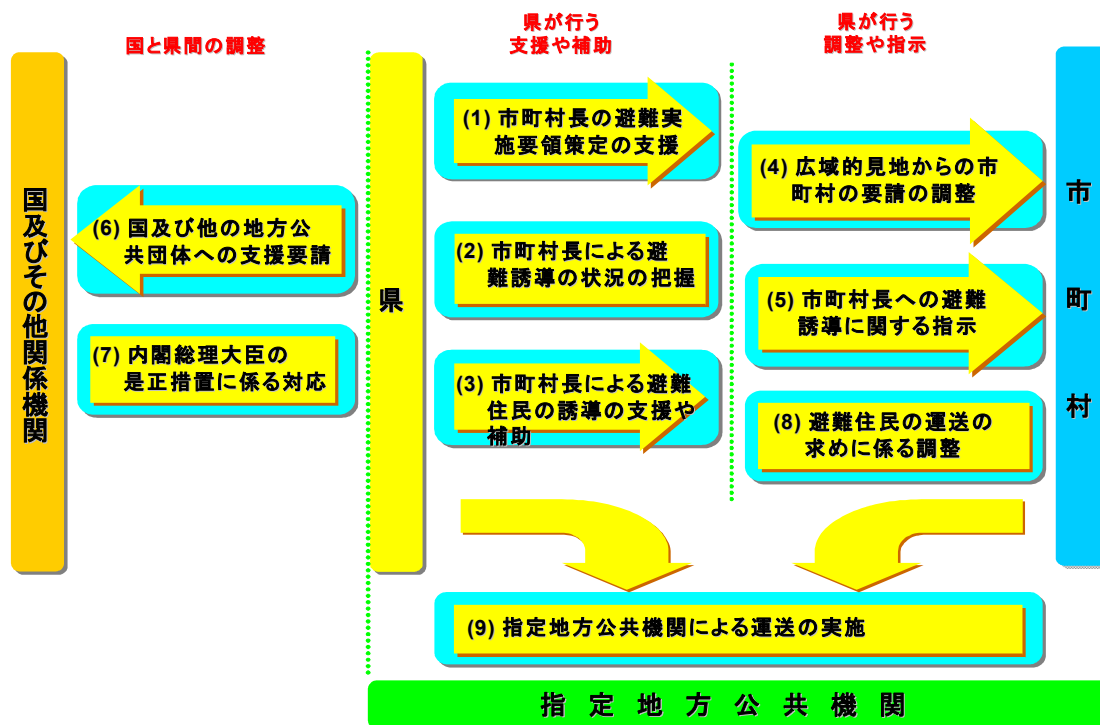 国と県間の調整
県が行う
支援や補助
県が行う
調整や指示
国及びその他関係機関
県
市町村
(1) 市町村長の避難実
施要領策定の支援
(2) 市町村長による避
難誘導の状況の把握
(3) 市町村長による避難
住民の誘導の支援や
補助
(4) 広域的見地からの市
町村の要請の調整
(5) 市町村長への避難
誘導に関する指示
(6) 国及び他の地方公
共団体への支援要請
(7) 内閣総理大臣の
是正措置に係る対応
(8) 避難住民の運送の
求めに係る調整
(9) 指定地方公共機関による運送の実施
指定地方公共機関